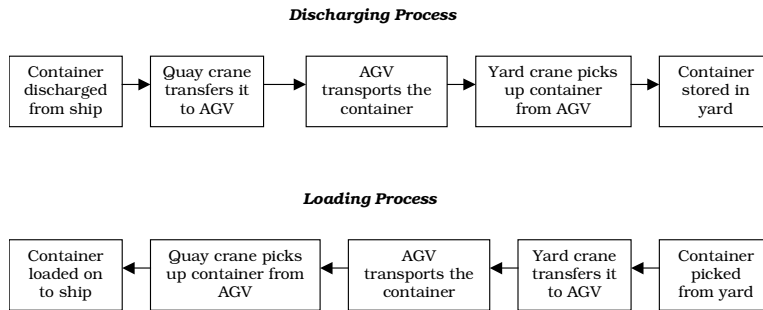 Discharging Process
Container
discharged
from ship
Quay crane
transfers it
to AGV
AGV
transports the
container
Yard crane picks
up container
from AGV
Container
stored in
yard
Loading Process
Container
loaded on
to ship
Quay crane picks
up container from
AGV
AGV
transports the
container
Yard crane
transfers it
to AGV
Container
picked
from yard